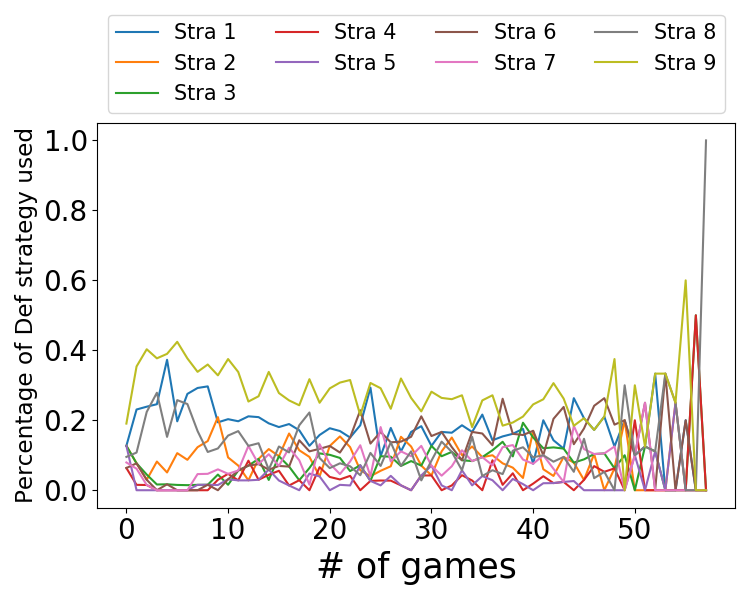 Stra 1 Stra 4 Stra 6 Stra 8
Stra 2 Stra 5 Stra 7 Stra 9
Stra 3
Percentage of Def strategy used
1.0
0.8
0.6
0.4
0.2
0.0
0 10 20 30 40 50
# of games